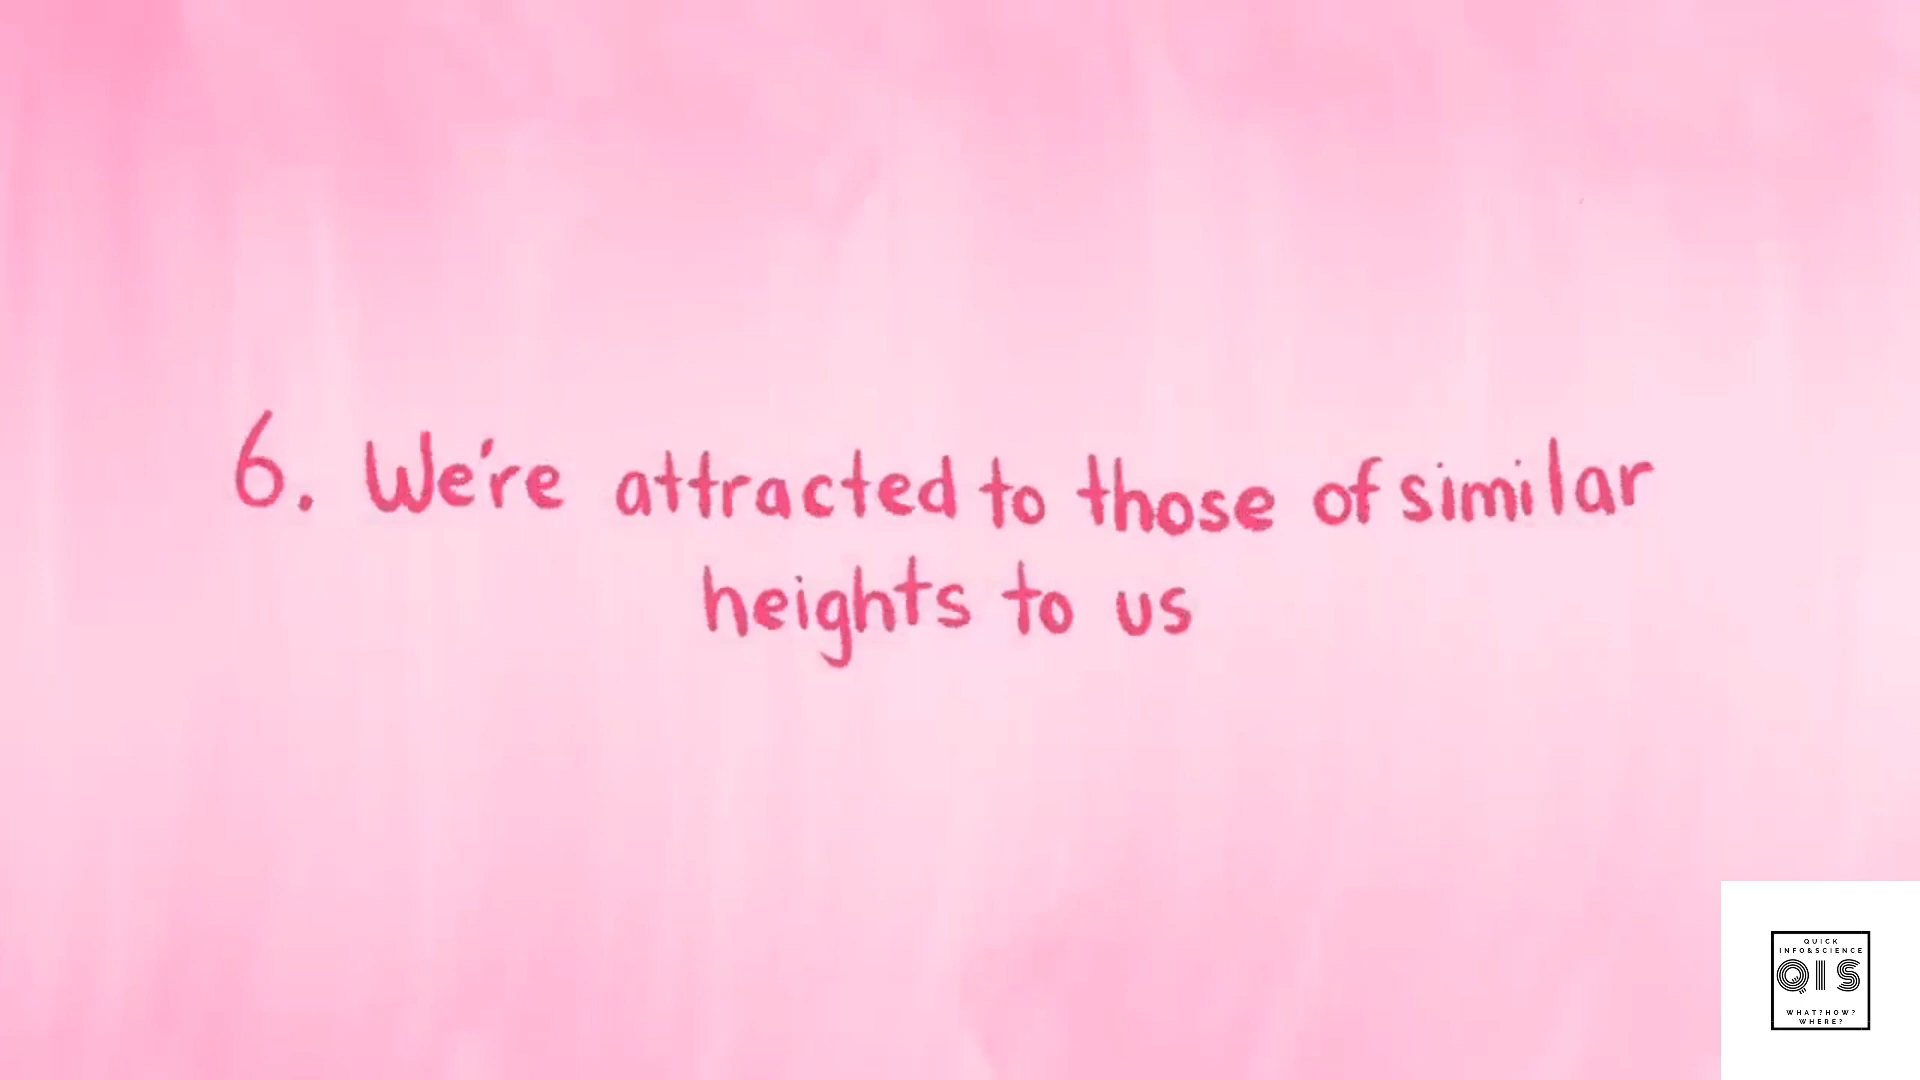 6. We're attracted to those of similar
heights to us
QUICK
INFO&SCIENCE
QIS
WHAT?HOW?
WHERE?